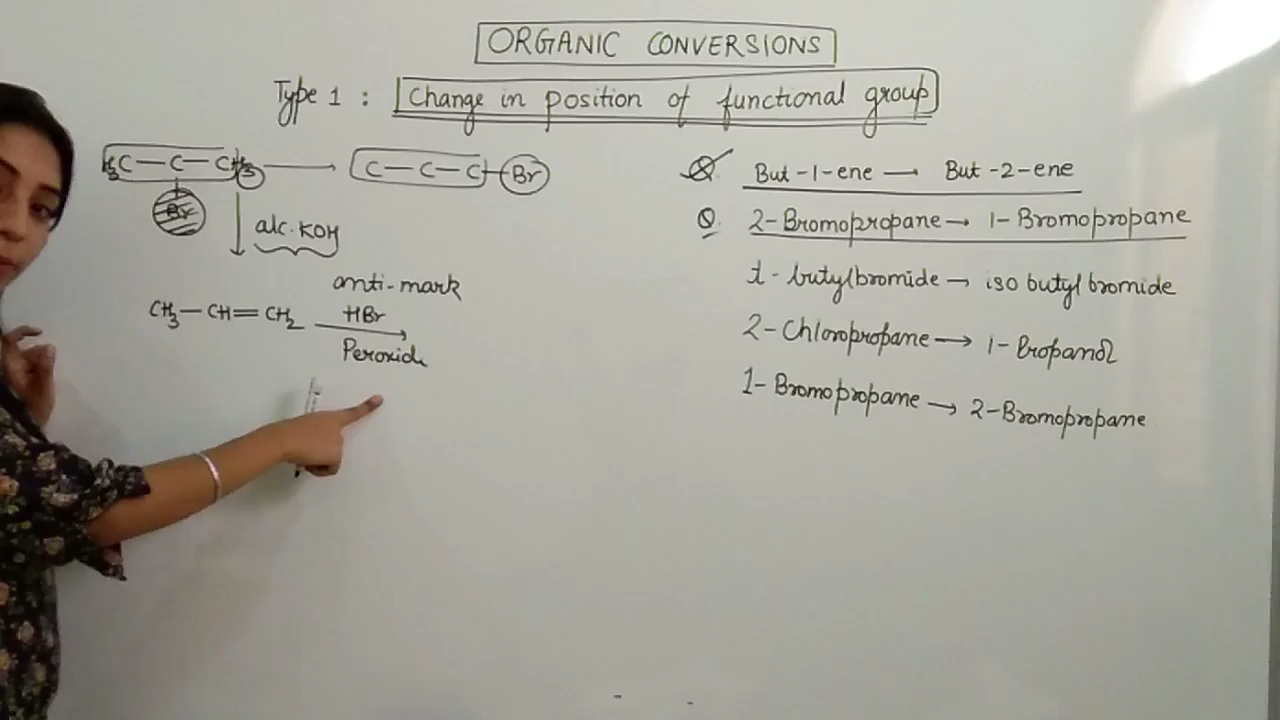 ORGANIC CONVERSIONS
Type 1 : Change in position of functional group
H3C — C — CH3 → C — C — C — Br
Br
alc. KOH
CH3 — CH = CH2
anti-mark
HBr
Peroxide
Q But -1-ene → But -2-ene
Q. 2-Bromopropane → 1-Bromopropane
t-butylbromide → iso butyl bromide
2-Chloropropane → 1-Propanol
1-Bromopropane → 2-Bromopropane